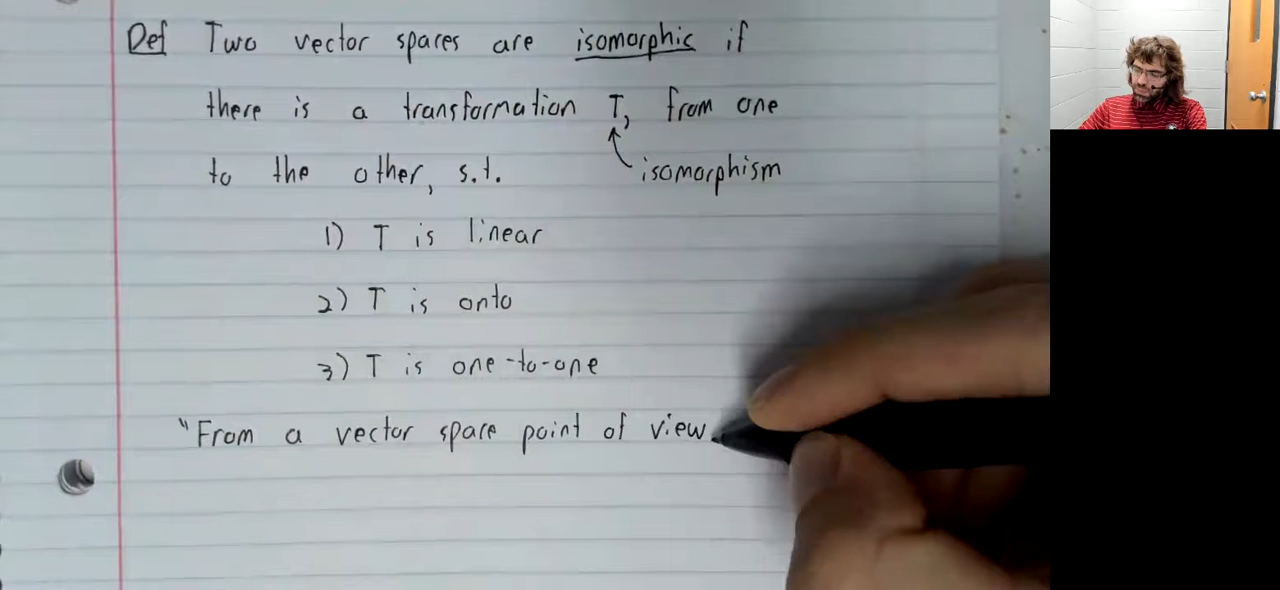 Def Two vector spaces are isomorphic if
there is a transformation T, from one
to the other, s.t.
isomorphism
1) T is linear
2) T is onto
3) T is one-to-one
"From a vector space point of view